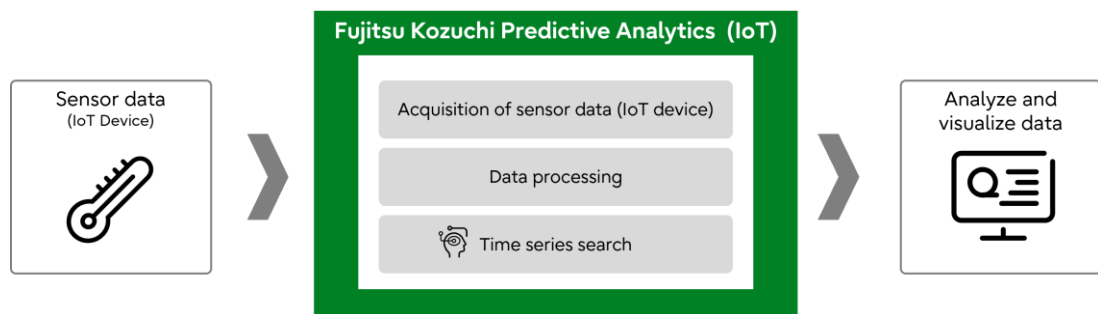 Fujitsu Kozuchi Predictive Analytics (IoT)
Sensor data
(IoT Device)
Acquisition of sensor data (IoT device)
Data processing
Time series search
Analyze and
visualize data